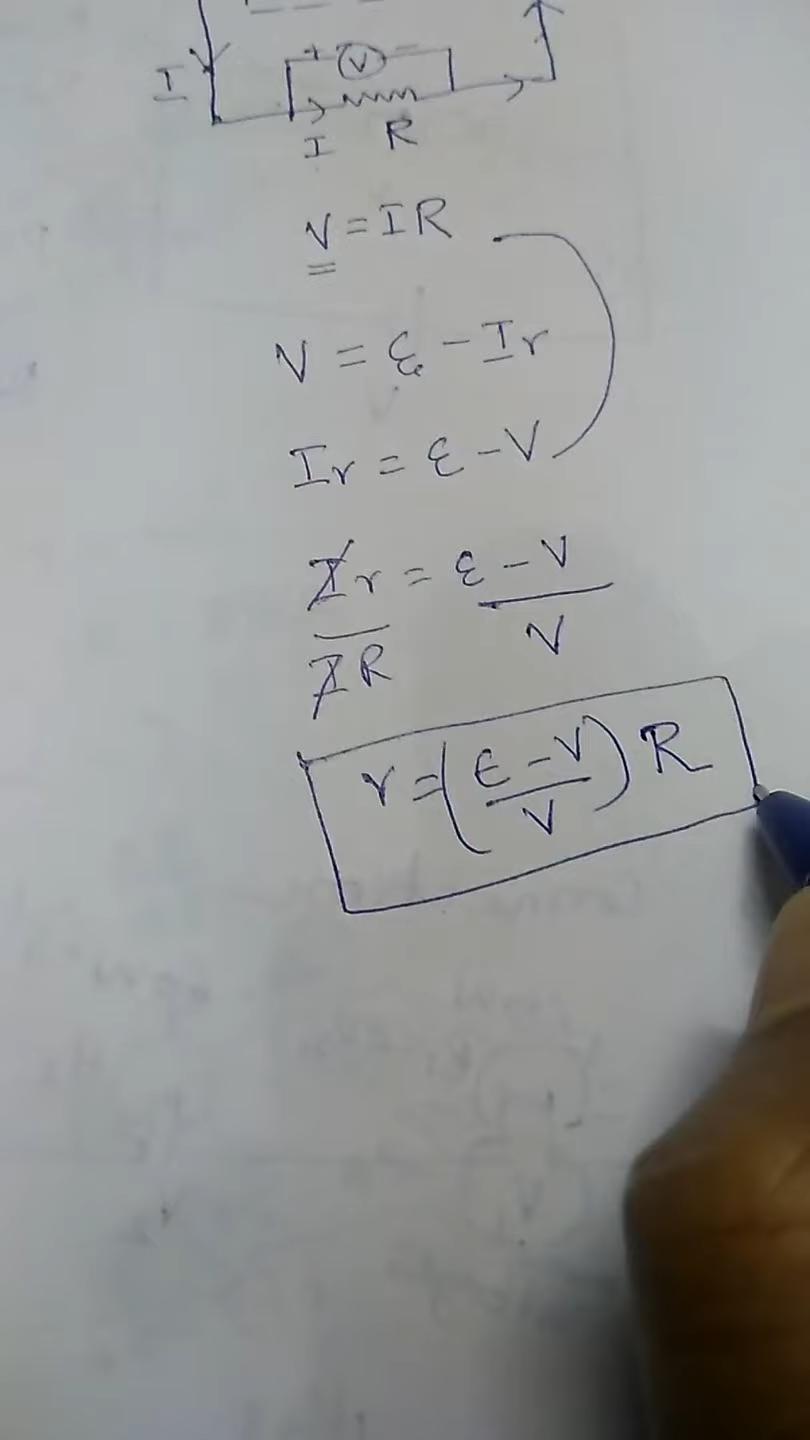 + V −
I
I R
V = IR
V = ε - Ir
Ir = ε - V
Ir/IR = ε - V/V
r = (ε - V/V) R